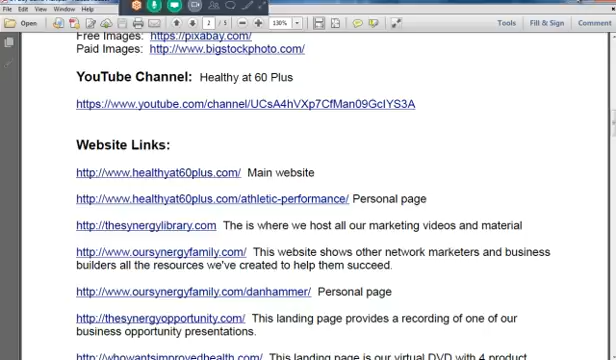 File Edit View Window Help
Open
2 / 5
130%
Tools Fill & Sign Comment
Free Images: https://pixabay.com/
Paid Images: http://www.bigstockphoto.com/
YouTube Channel: Healthy at 60 Plus
https://www.youtube.com/channel/UCsA4hVXp7CfMan09GcIYS3A
Website Links:
http://www.healthyat60plus.com/ Main website
http://www.healthyat60plus.com/athletic-performance/ Personal page
http://thesynergylibrary.com The is where we host all our marketing videos and material
http://www.oursynergyfamily.com/ This website shows other network marketers and business
builders all the resources we've created to help them succeed.
http://www.oursynergyfamily.com/danhammer/ Personal page
http://thesynergyopportunity.com/ This landing page provides a recording of one of our
business opportunity presentations.
http://whowantsimprovedhealth.com/ This landing page is our virtual DVD with 4 product